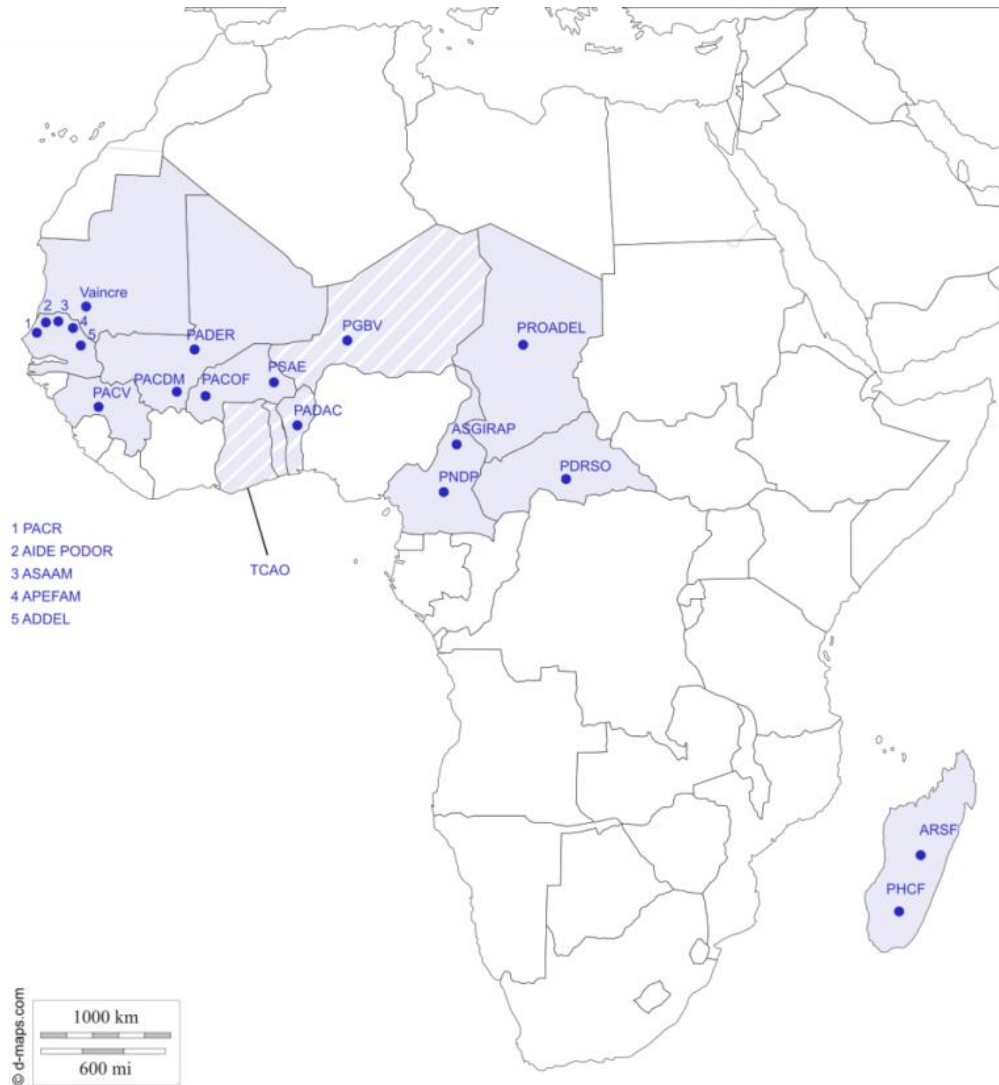 Vaincre
2
3
1
4
5
PADER
PGBV
PROADEL
PSAE
PACDM
PACOF
PACV
PADAC
ASGIRAP
PNDP
PDRSO
1 PACR
2 AIDE PODOR
3 ASAAM
4 APEFAM
5 ADDEL
TCAO
ARSF
PHCF
1000 km
600 mi
© d-maps.com